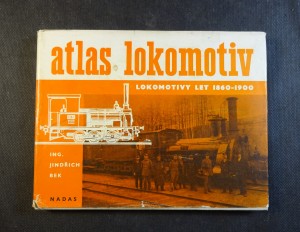 atlas lokomotiv
LOKOMOTIVY LET 1860-1900
ING.
JINDŘICH
BEK
NADAS